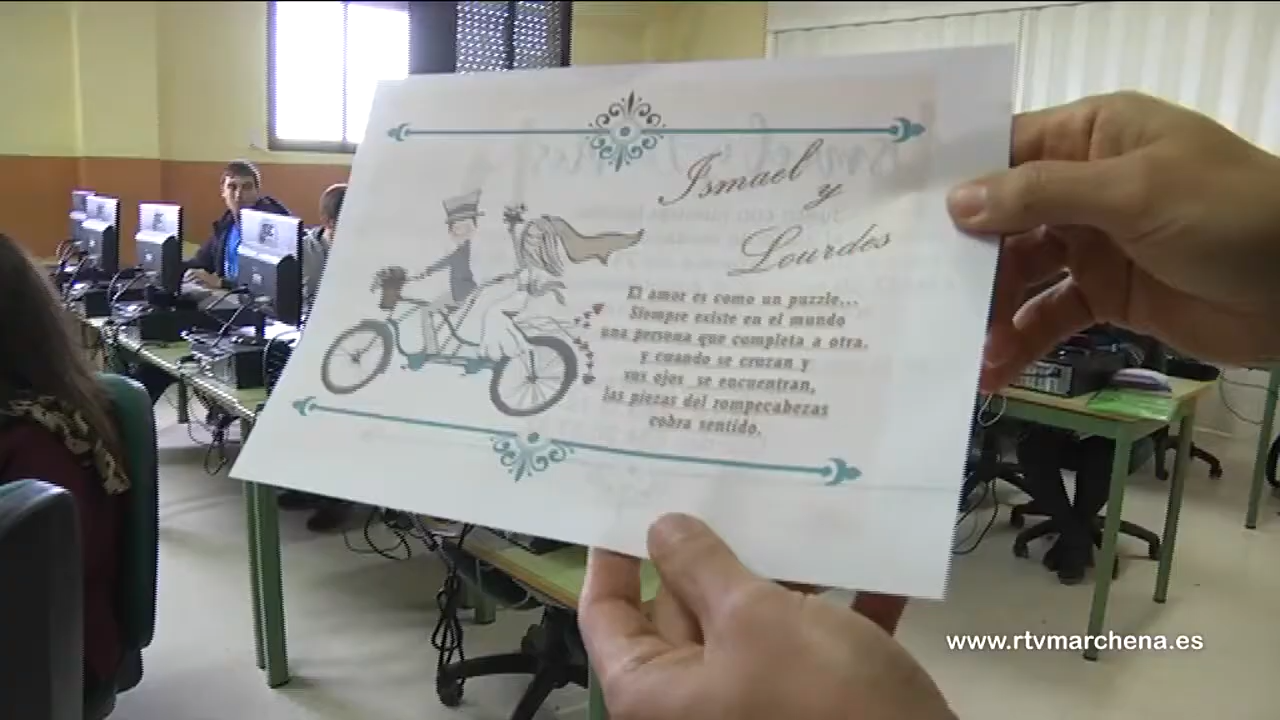 Ismael
y
Lourdes
El amor es como un puzzle...
Siempre existe en el mundo
una persona que completa a otra.
y cuando se cruzan y
sus ojos se encuentran,
las piezas del rompecabezas
cobra sentido.
www.rtvmarchena.es